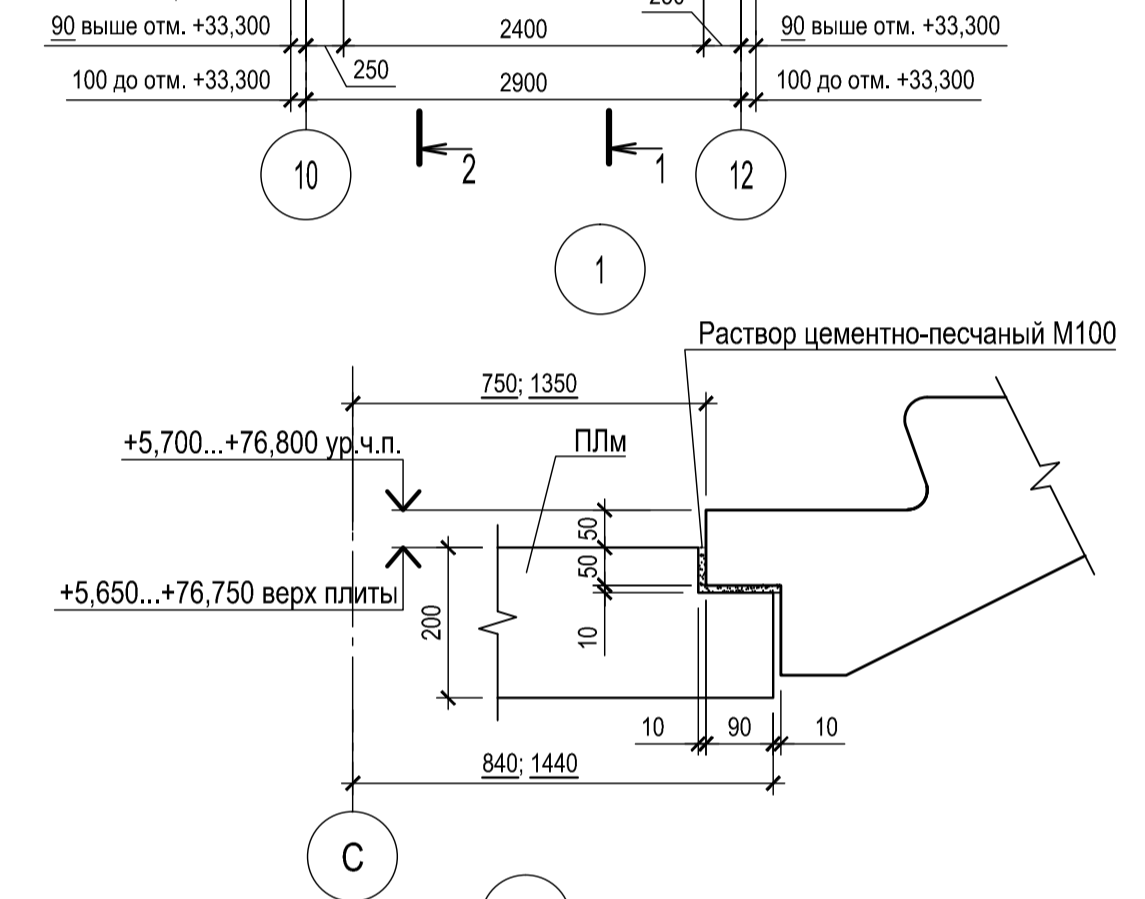 90 выше отм. +33,300
2400
90 выше отм. +33,300
100 до отм. +33,300
250
2900
100 до отм. +33,300
10
2
1
12
1
Раствор цементно-песчаный М100
750; 1350
+5,700...+76,800 ур.ч.п.
ПЛм
50
50
+5,650...+76,750 верх плиты
200
10
10
90
10
840; 1440
С